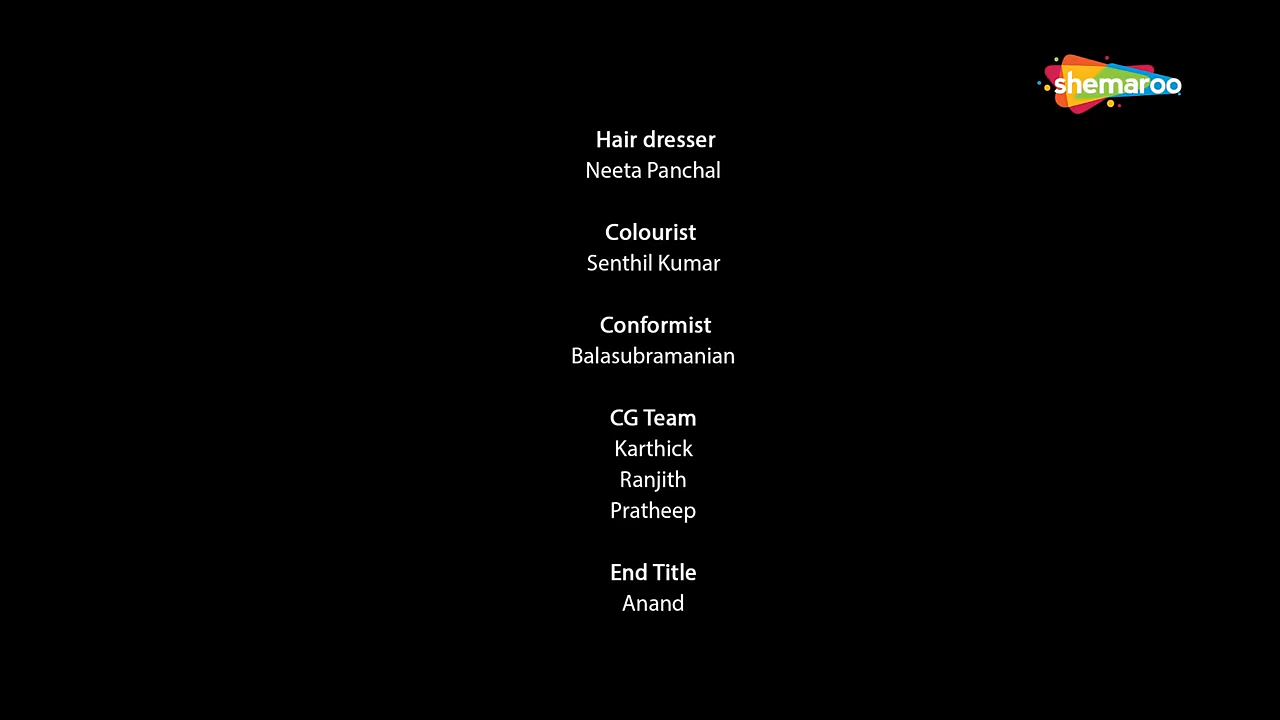 shemaroo
Hair dresser
Neeta Panchal
Colourist
Senthil Kumar
Conformist
Balasubramanian
CG Team
Karthick
Ranjith
Pratheep
End Title
Anand